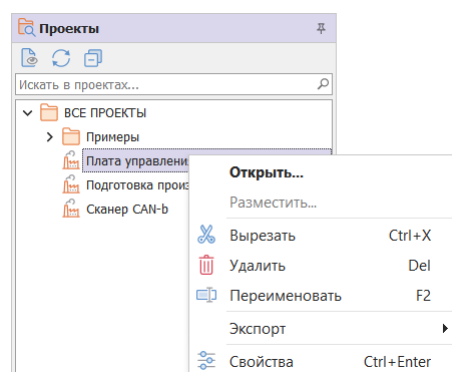 Проекты
Искать в проектах...
ВСЕ ПРОЕКТЫ
Примеры
Плата управлени
Подготовка прои
Сканер CAN-b
Открыть...
Разместить...
Вырезать Ctrl+X
Удалить Del
Переименовать F2
Экспорт
Свойства Ctrl+Enter